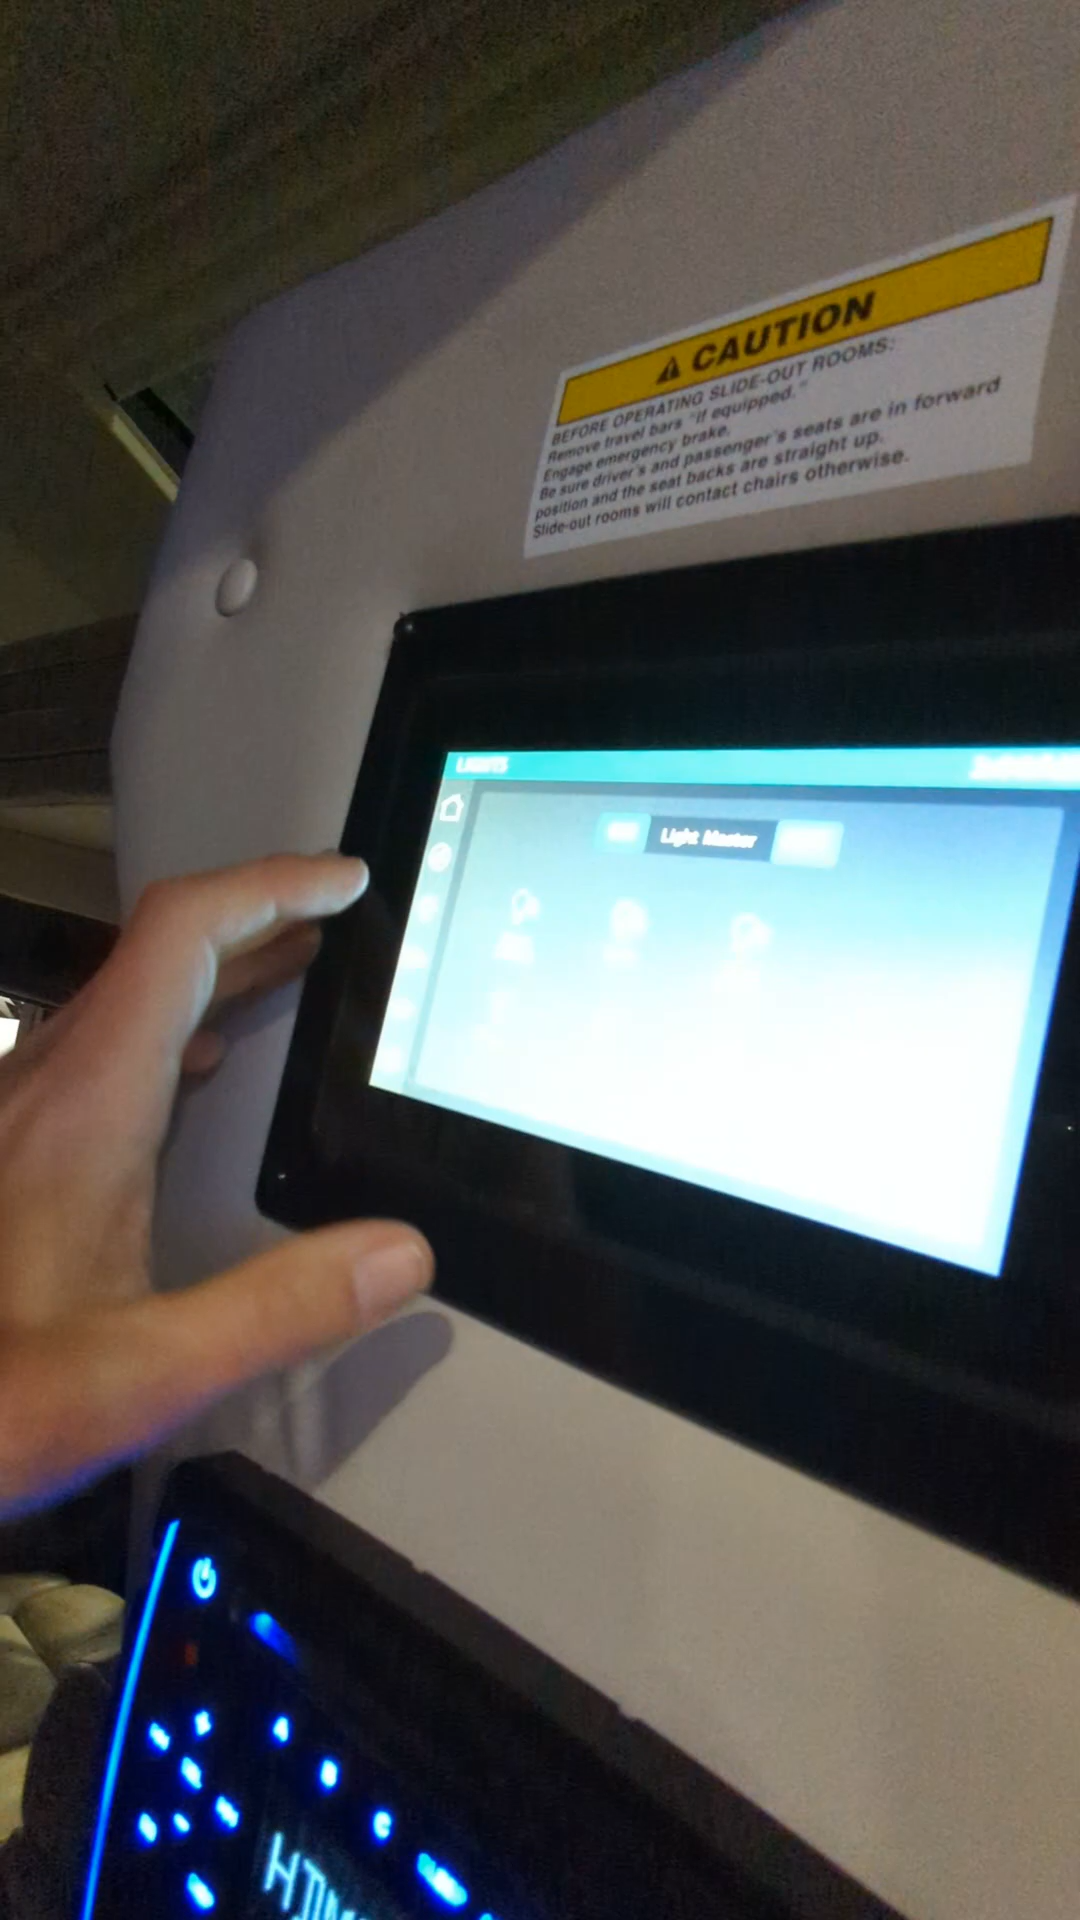 CAUTION
BEFORE OPERATING SLIDE-OUT ROOMS:
Remove travel bars "if equipped."
Engage emergency brake.
Be sure driver's and passenger's seats are in forward
position and the seat backs are straight up.
Slide-out rooms will contact chairs otherwise.
LIGHTS
Light Master
A
B
C